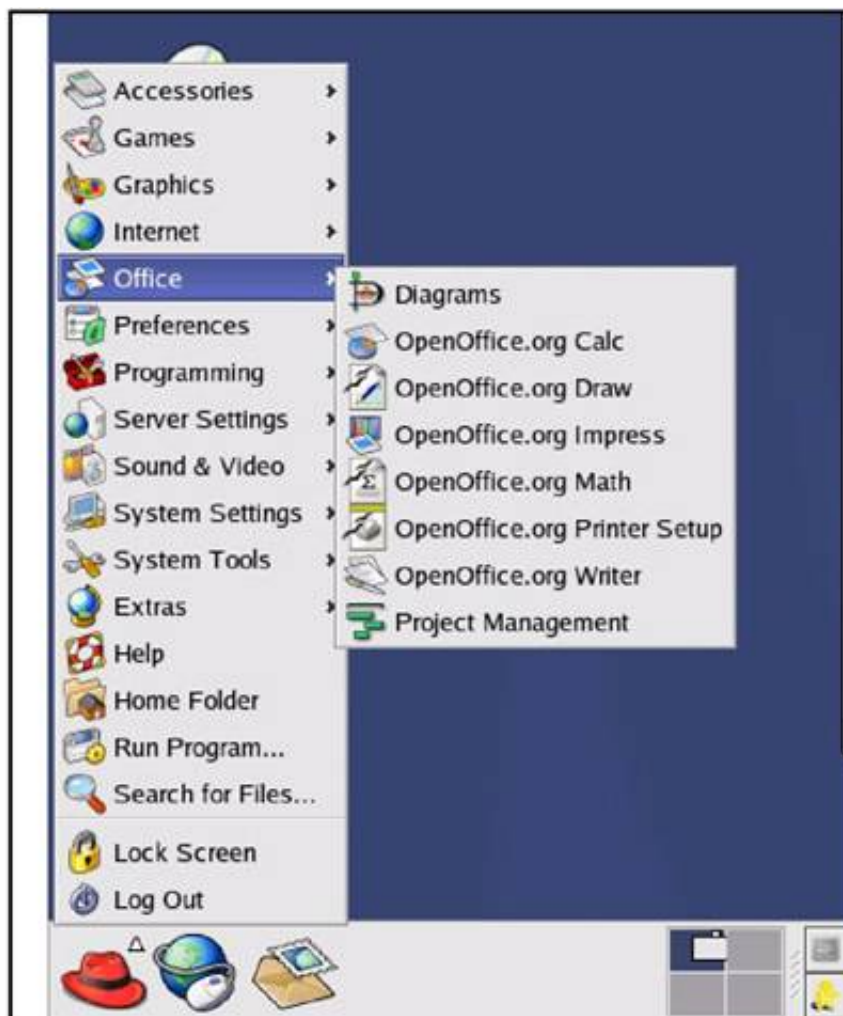 Accessories
Games
Graphics
Internet
Office
Preferences
Programming
Server Settings
Sound & Video
System Settings
System Tools
Extras
Help
Home Folder
Run Program...
Search for Files...
Lock Screen
Log Out
Diagrams
OpenOffice.org Calc
OpenOffice.org Draw
OpenOffice.org Impress
OpenOffice.org Math
OpenOffice.org Printer Setup
OpenOffice.org Writer
Project Management